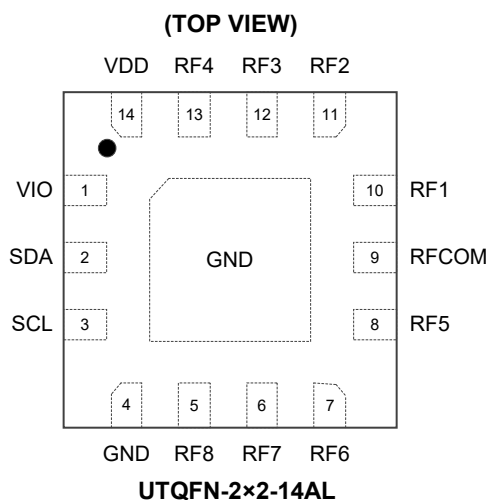 (TOP VIEW)
VDD RF4 RF3 RF2
14 13 12 11
VIO 1 10 RF1
SDA 2 GND 9 RFCOM
SCL 3 8 RF5
4 5 6 7
GND RF8 RF7 RF6
UTQFN-2×2-14AL